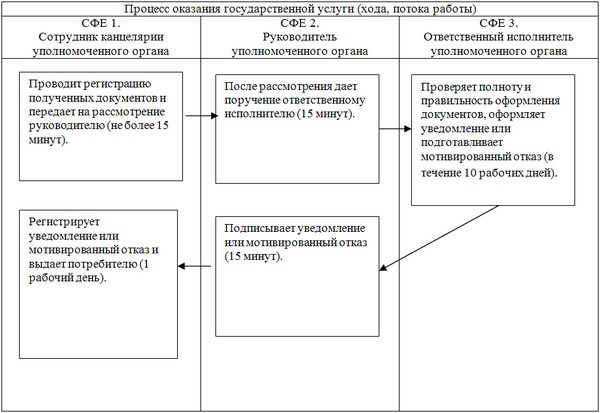 Процесс оказания государственной услуги (хода, потока работы)
СФЕ 1.
Сотрудник канцелярии
уполномоченного органа
СФЕ 2.
Руководитель
уполномоченного органа
СФЕ 3.
Ответственный исполнитель
уполномоченного органа
Проводит регистрацию
полученных документов и
передает на рассмотрение
руководителю (не более 15
минут).
После рассмотрения дает
поручение ответственному
исполнителю (15 минут).
Проверяет полноту и
правильность оформления
документов, оформляет
уведомление или
подготавливает
мотивированный отказ (в
течение 10 рабочих дней).
Подписывает уведомление
или мотивированный отказ
(15 минут).
Регистрирует
уведомление или
мотивированный отказ и
выдает потребителю (1
рабочий день).